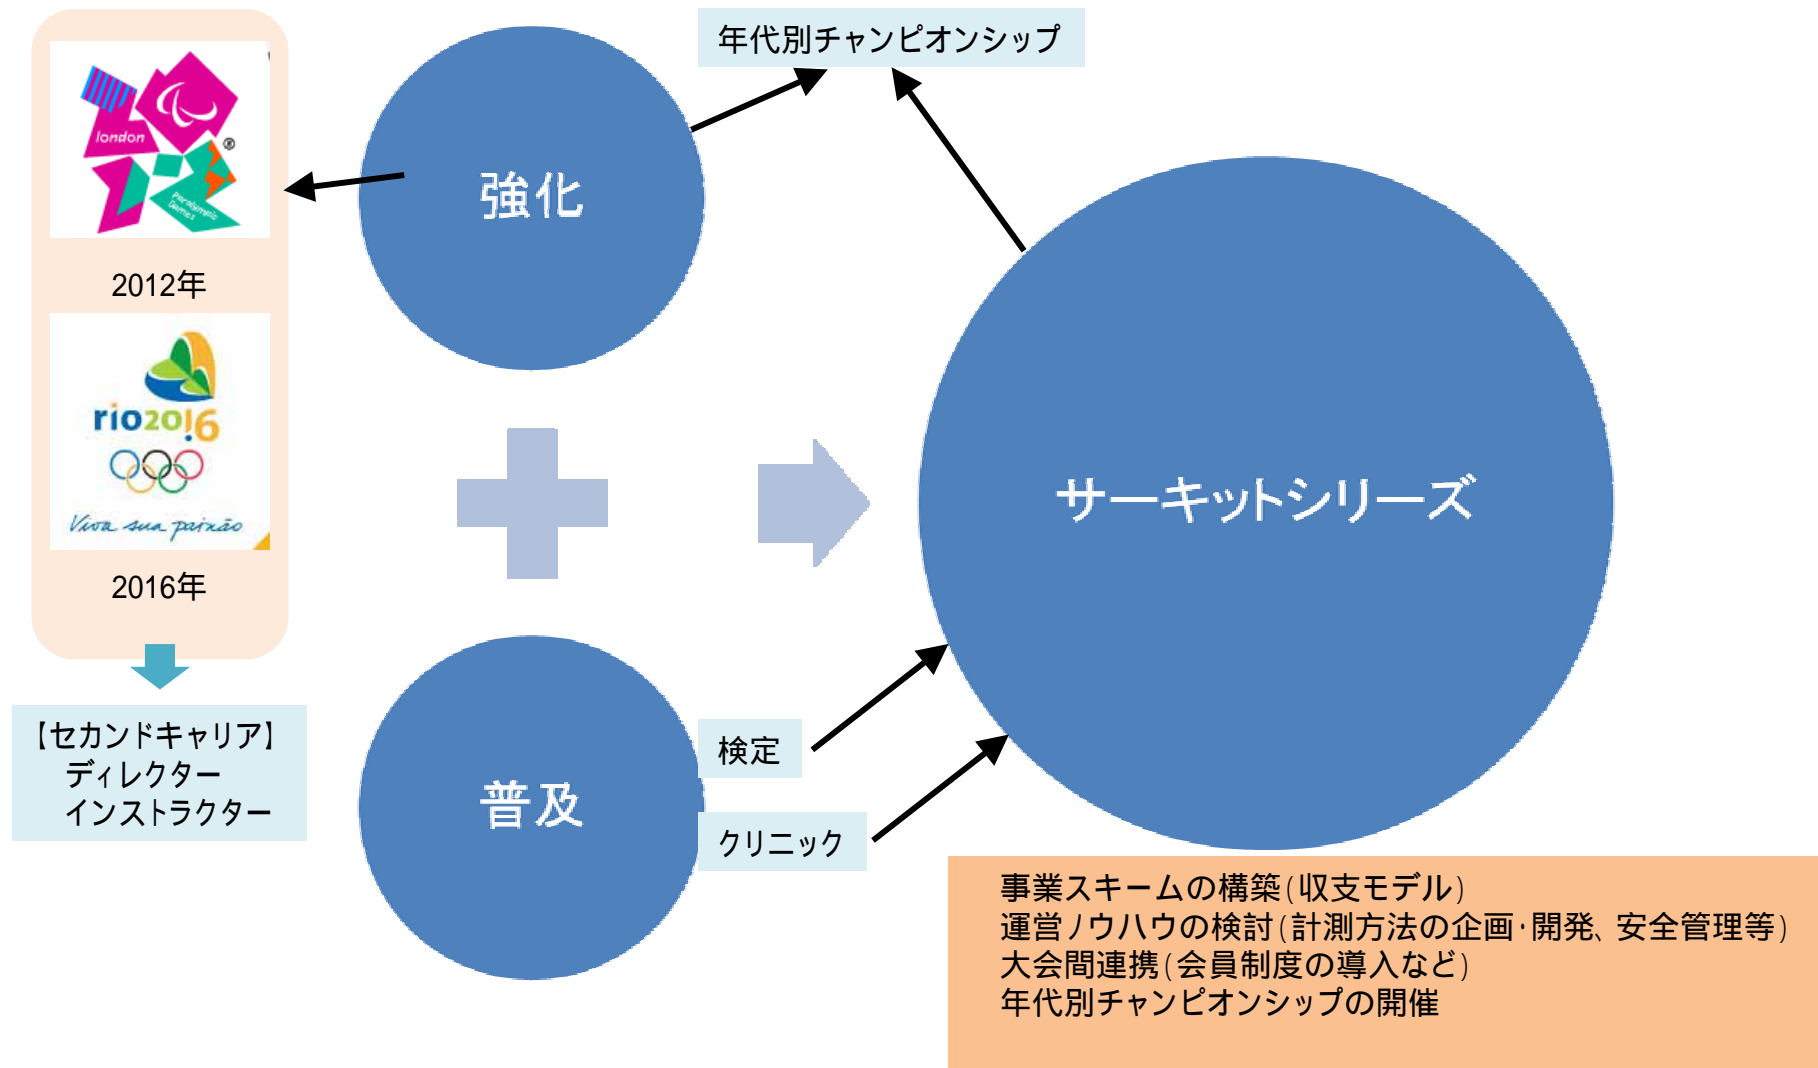 年代別チャンピオンシップ
london
®
Paralympic
Games
強化
2012年
rio2016
Viva sua paixão
2016年
サーキットシリーズ
【セカンドキャリア】
ディレクター
インストラクター
普及
検定
クリニック
事業スキームの構築(収支モデル)
運営ノウハウの検討(計測方法の企画・開発、安全管理等)
大会間連携(会員制度の導入など)
年代別チャンピオンシップの開催